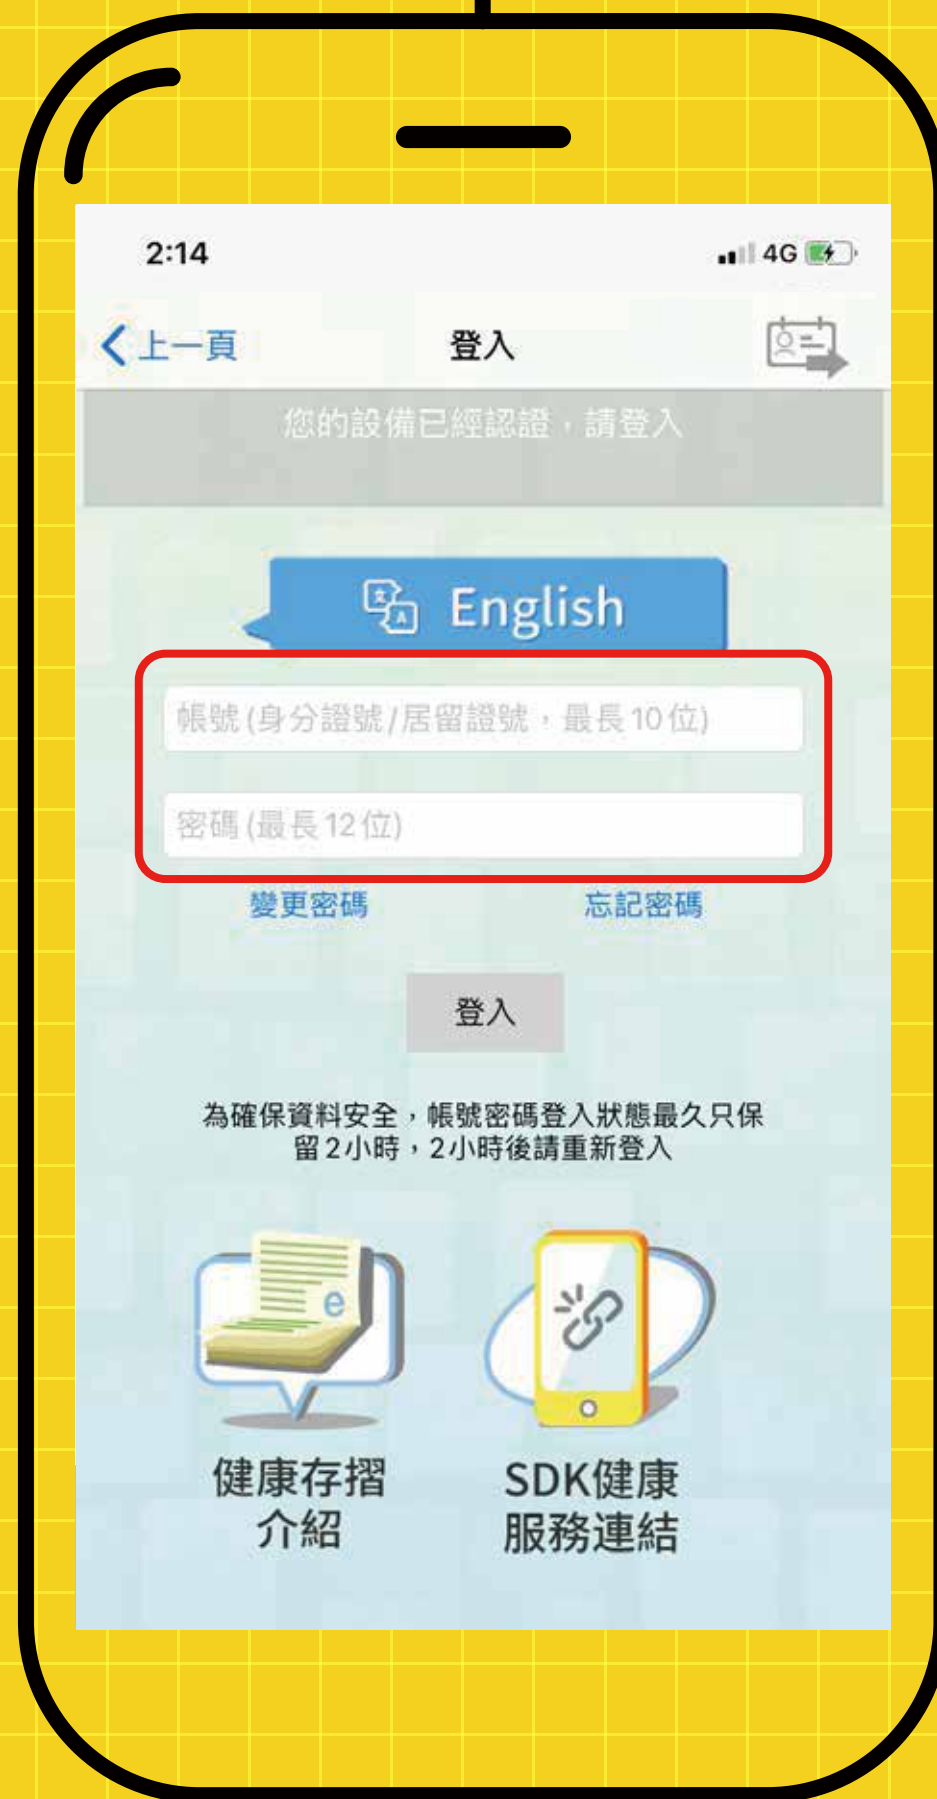 2:14
4G
上一頁
登入
您的設備已經認證，請登入
English
帳號(身分證號/居留證號，最長10位)
密碼(最長12位)
變更密碼
忘記密碼
登入
為確保資料安全，帳號密碼登入狀態最久只保
留2小時，2小時後請重新登入
e
健康存摺
介紹
SDK健康
服務連結